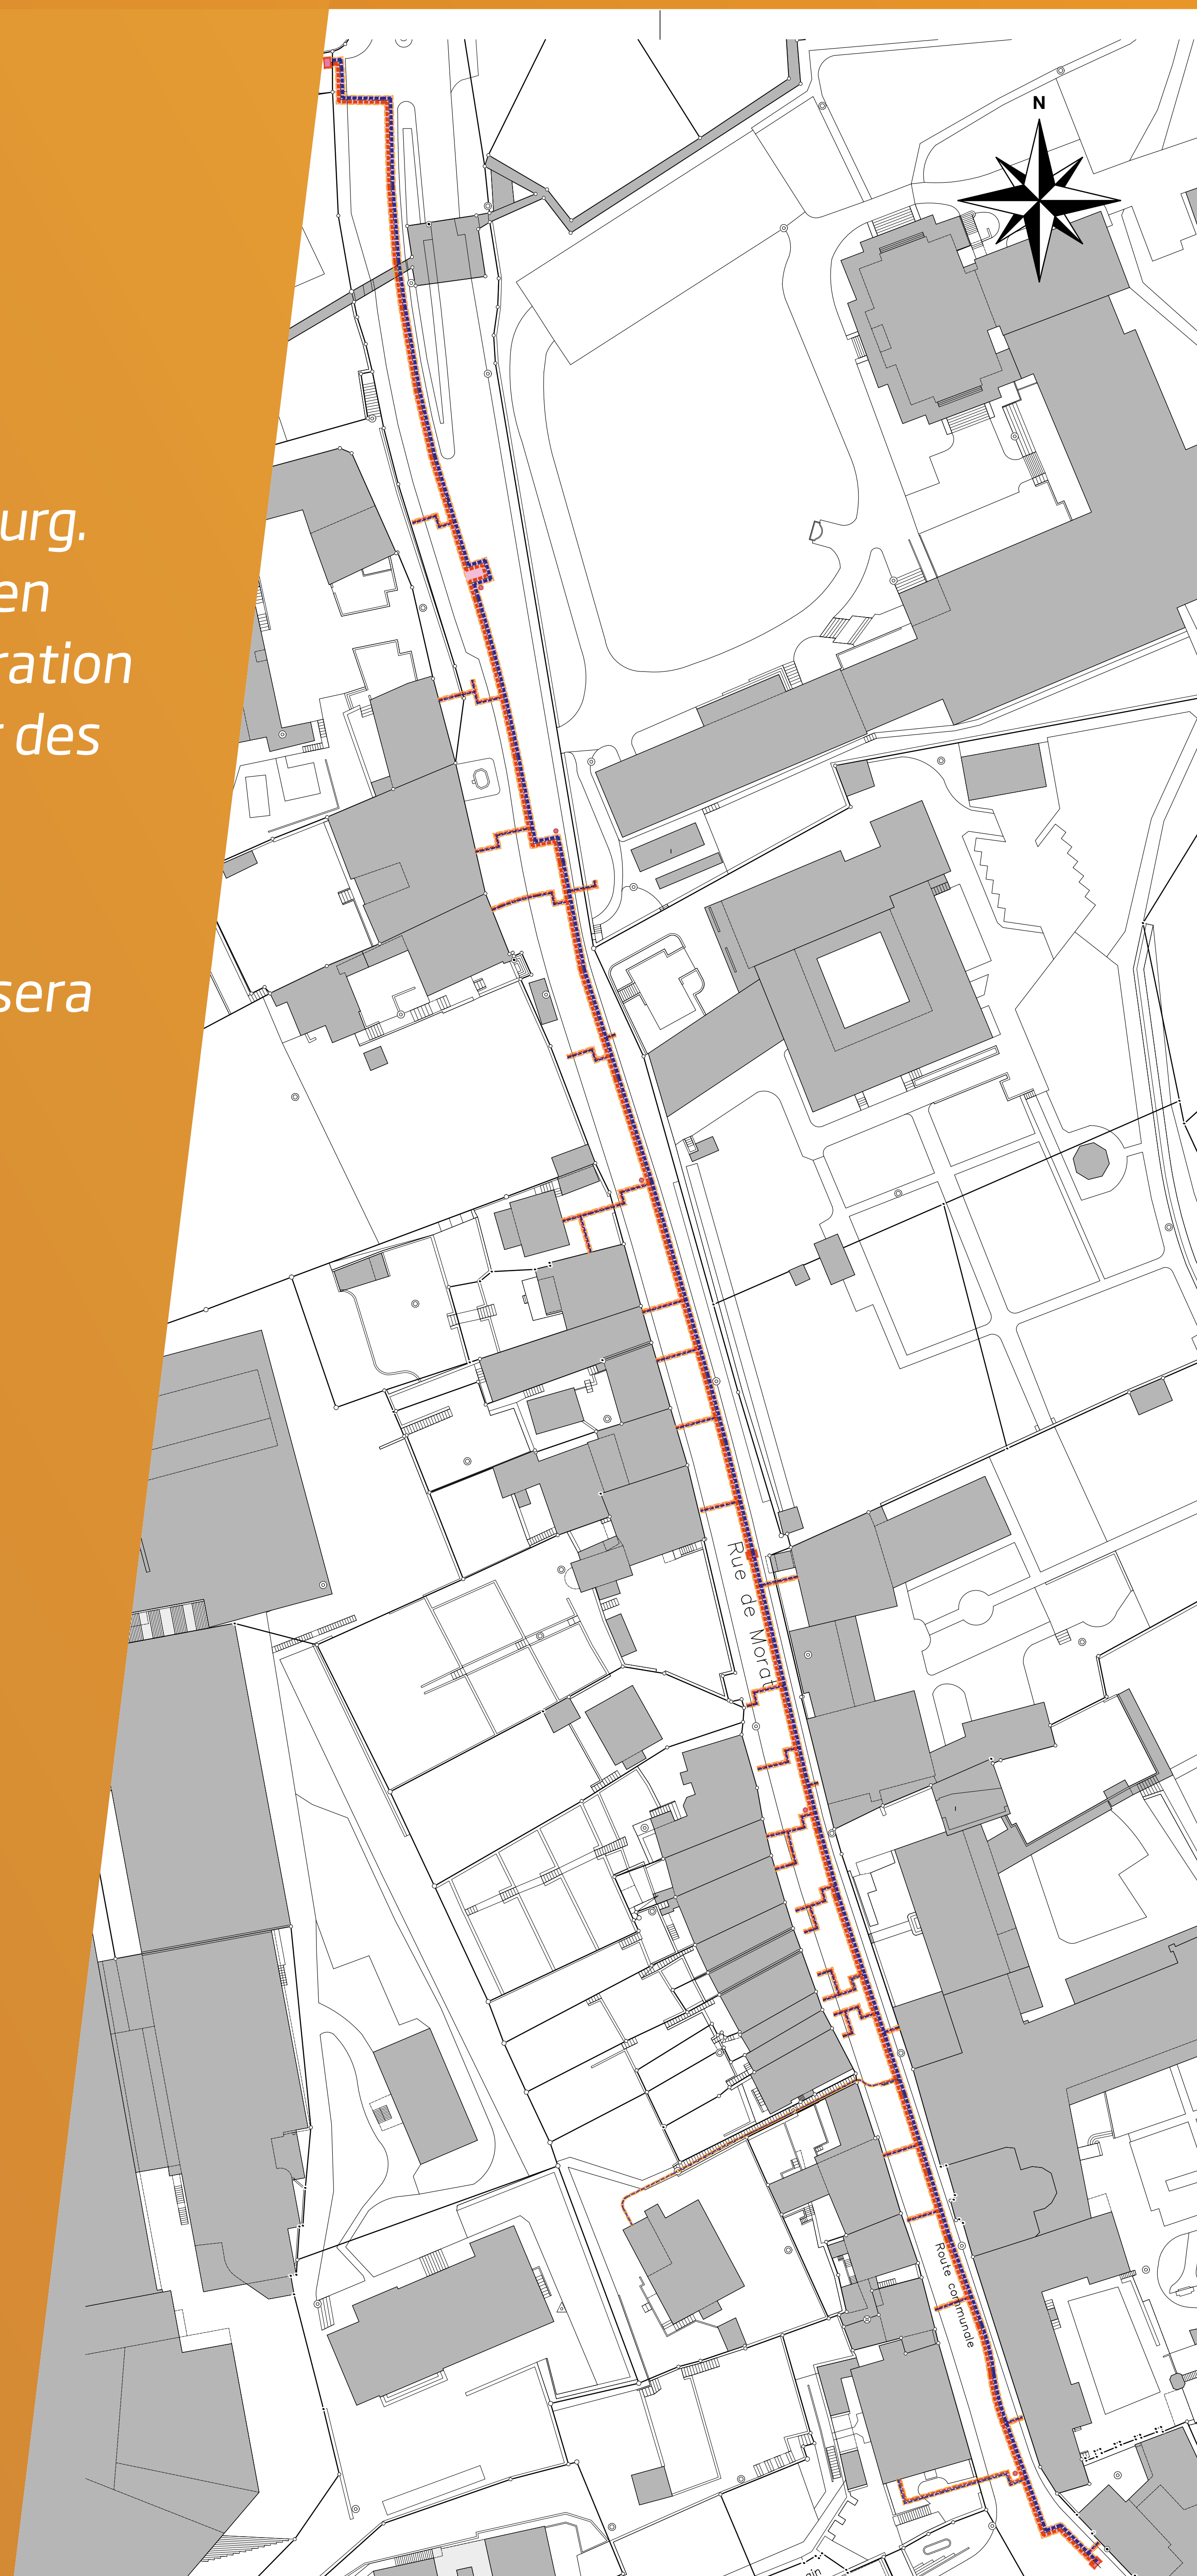 N
urg.
en
ration
des
sera
Rue de Morat
Route communale